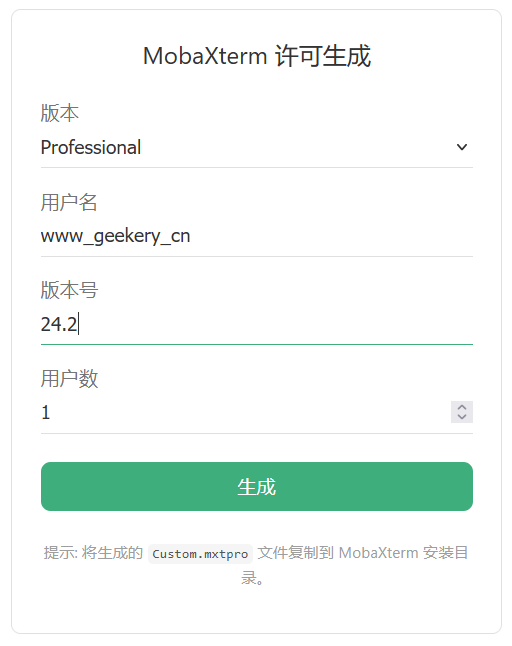 MobaXterm 许可生成
版本
Professional
用户名
www_geekery_cn
版本号
24.2
用户数
1
生成
提示: 将生成的 Custom.mxtpro 文件复制到 MobaXterm 安装目
录。